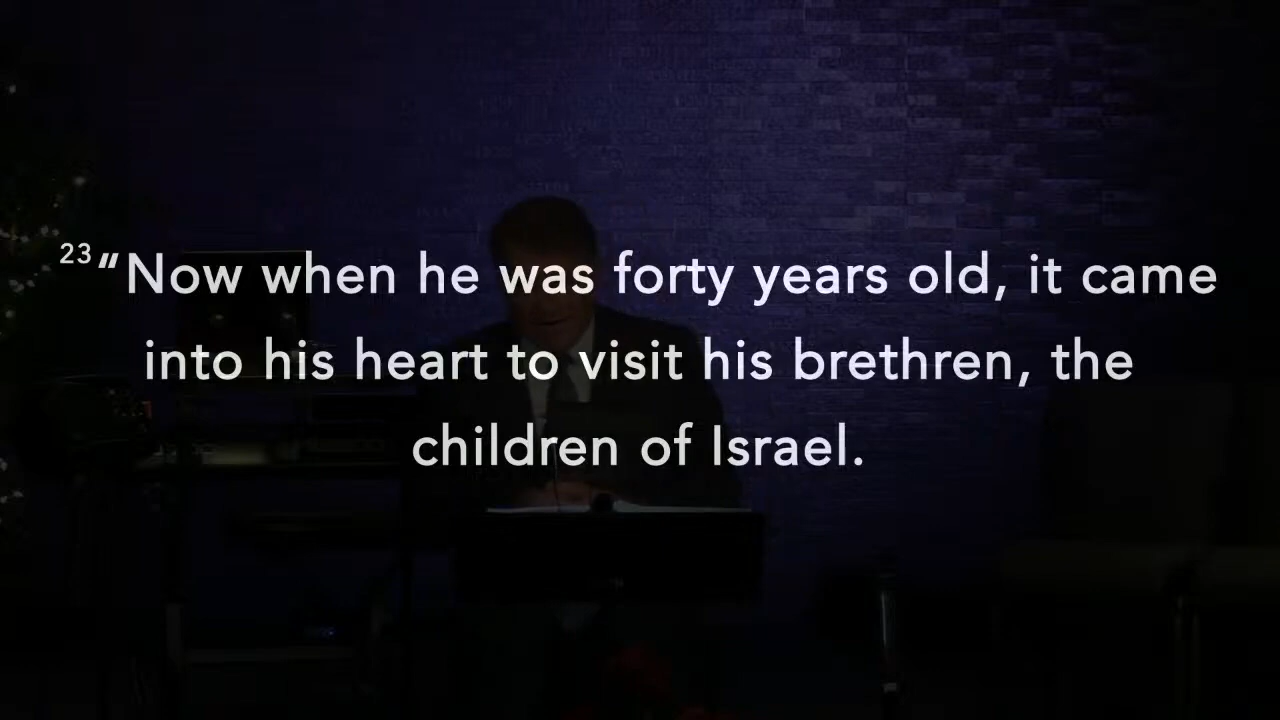 23 “Now when he was forty years old, it came
into his heart to visit his brethren, the
children of Israel.